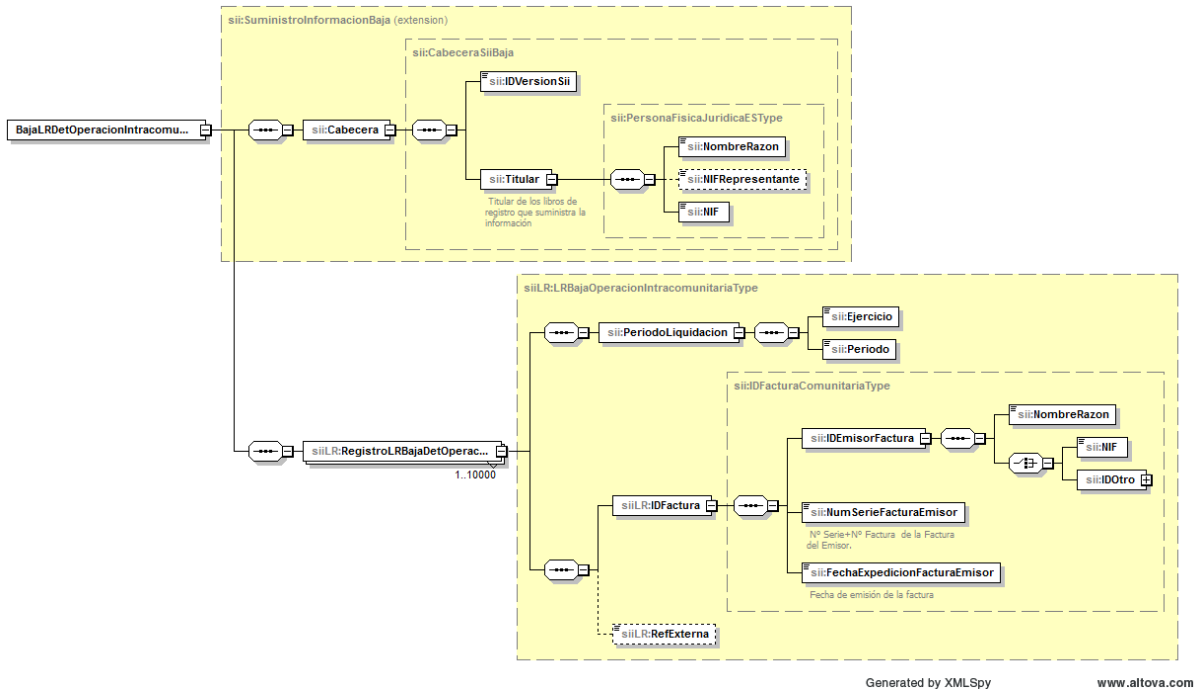 sii:SuministroInformacionBaja (extension)
sii:CabeceraSiiBaja
sii:IDVersionSii
sii:PersonaFisicaJuridicaESType
BajaLRDetOperacionIntracomu...
sii:Cabecera
sii:NombreRazon
sii:Titular
sii:NIFRepresentante
Titular de los libros de
registro que suministra la
información
sii:NIF
siiLR:LRBajaOperacionIntracomunitariaType
sii:PeriodoLiquidacion
sii:Ejercicio
sii:Periodo
sii:IDFacturaComunitariaType
sii:NombreRazon
sii:IDEmisorFactura
sii:NIF
siiLR:RegistroLRBajaDetOperac...
1..10000
sii:IDOtro
siiLR:IDFactura
sii:NumSerieFacturaEmisor
Nº Serie+Nº Factura de la Factura
del Emisor.
sii:FechaExpedicionFacturaEmisor
Fecha de emisión de la factura
siiLR:RefExterna
Generated by XMLSpy
www.altova.com